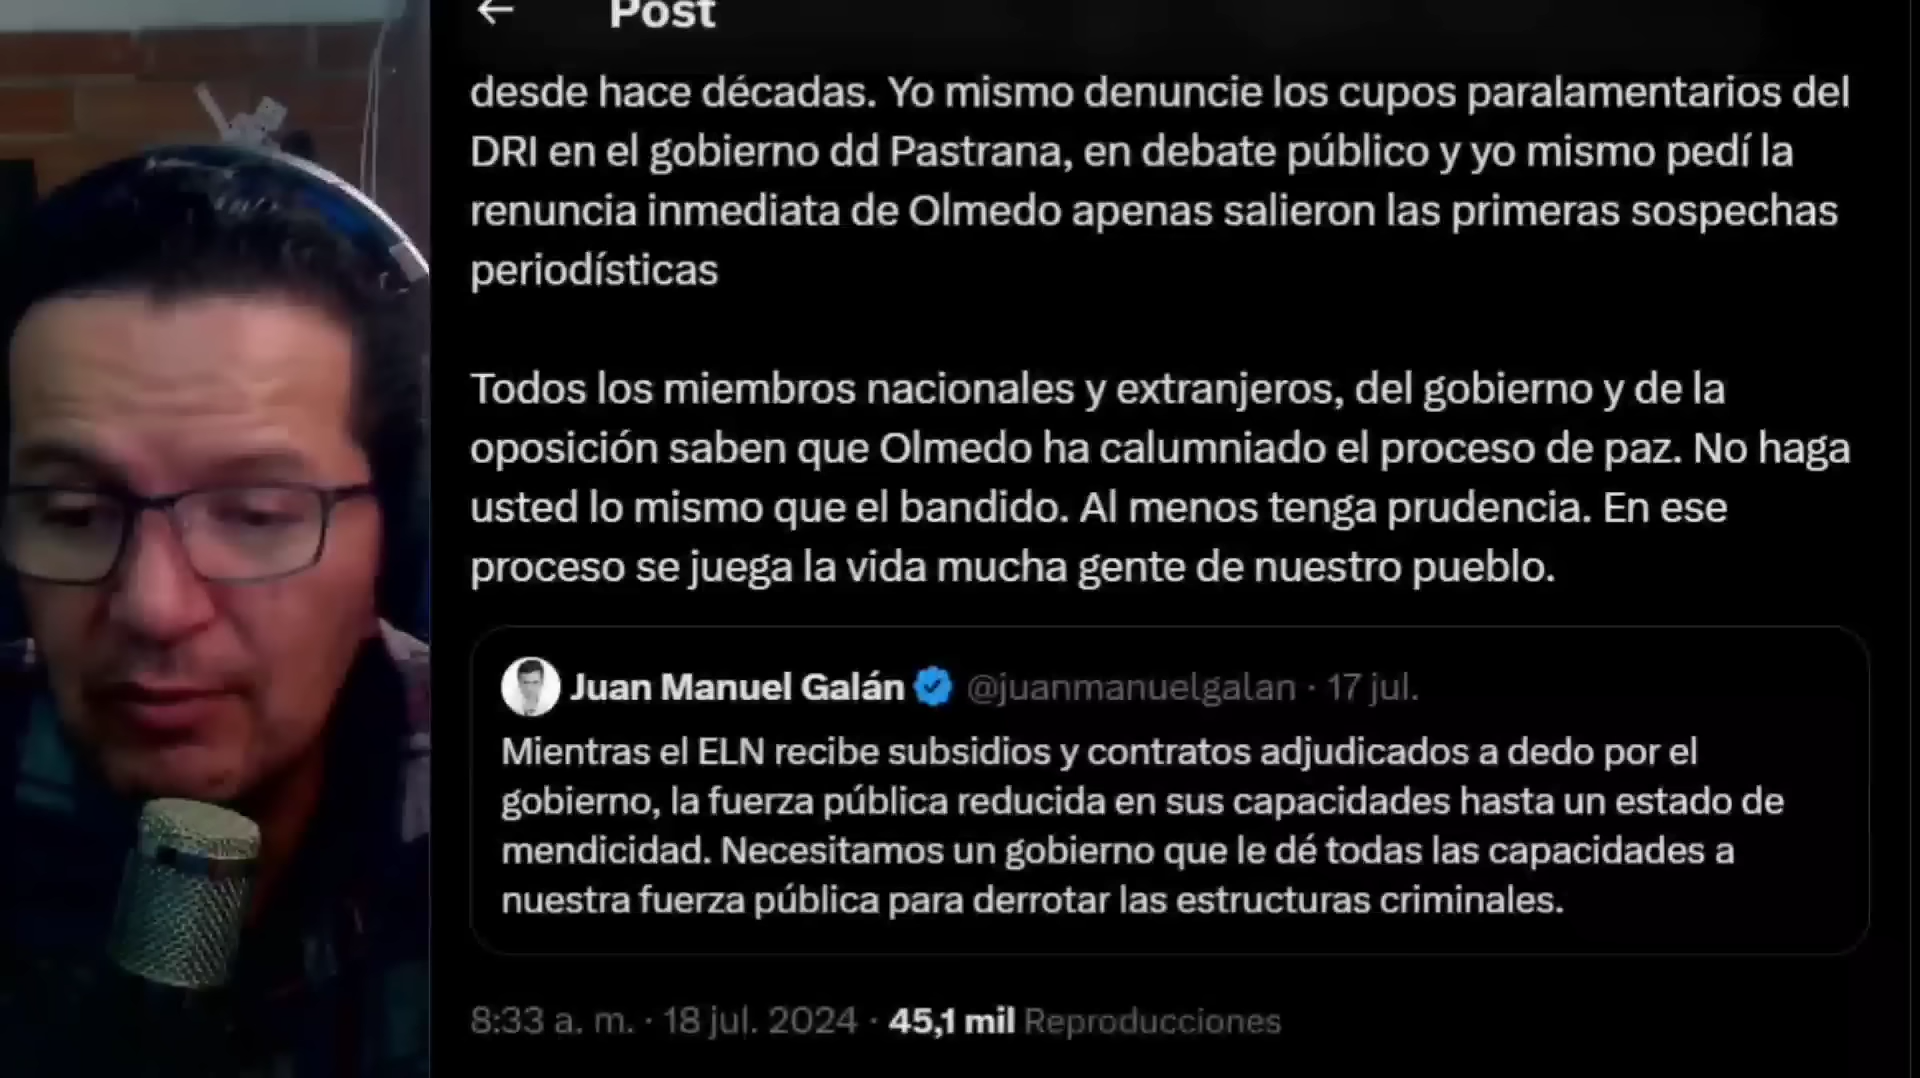 Post
desde hace décadas. Yo mismo denuncie los cupos paralamentarios del
DRI en el gobierno dd Pastrana, en debate público y yo mismo pedí la
renuncia inmediata de Olmedo apenas salieron las primeras sospechas
periodísticas
Todos los miembros nacionales y extranjeros, del gobierno y de la
oposición saben que Olmedo ha calumniado el proceso de paz. No haga
usted lo mismo que el bandido. Al menos tenga prudencia. En ese
proceso se juega la vida mucha gente de nuestro pueblo.
Juan Manuel Galán @juanmanuelgalan · 17 jul.
Mientras el ELN recibe subsidios y contratos adjudicados a dedo por el
gobierno, la fuerza pública reducida en sus capacidades hasta un estado de
mendicidad. Necesitamos un gobierno que le dé todas las capacidades a
nuestra fuerza pública para derrotar las estructuras criminales.
8:33 a. m. · 18 jul. 2024 · 45,1 mil Reproducciones